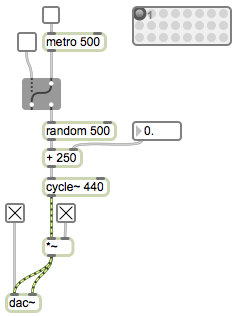 1
metro 500
random 500
+ 250
0.
cycle~ 440
*~
dac~